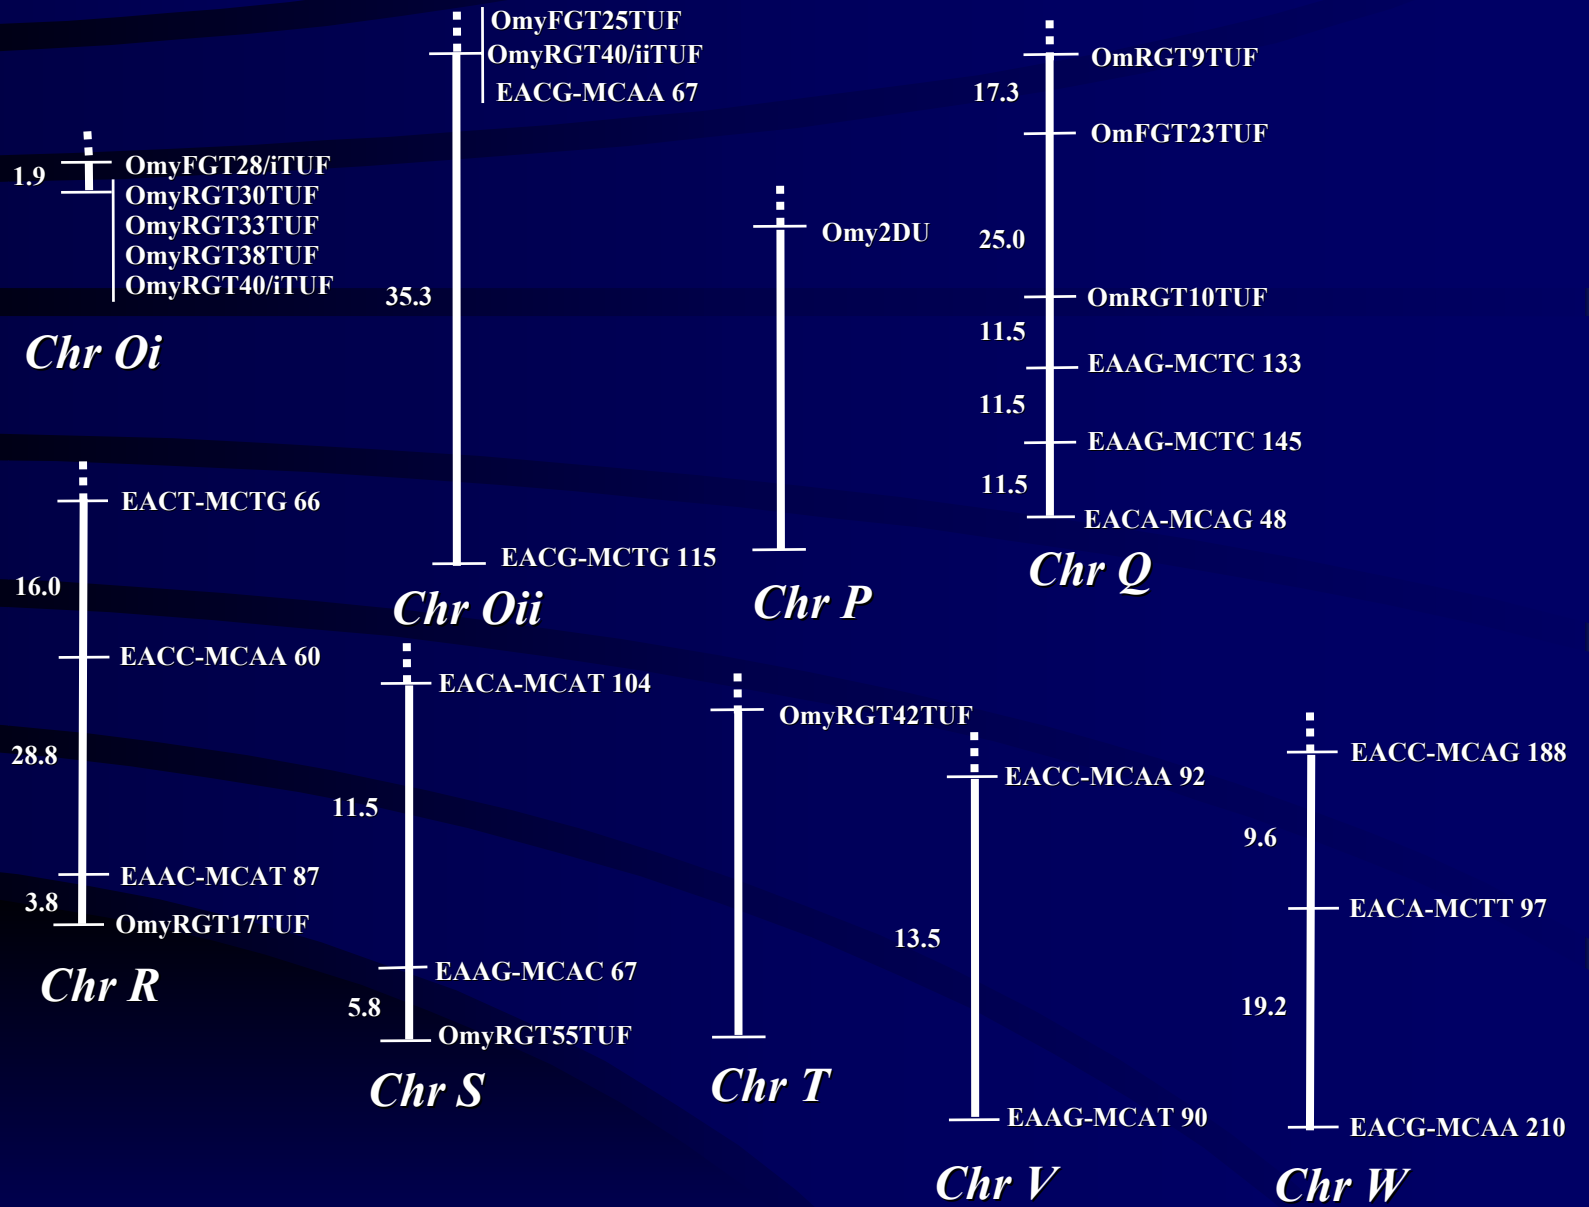 1.9
OmyFGT28/iTUF
OmyRGT30TUF
OmyRGT33TUF
OmyRGT38TUF
OmyRGT40/iTUF
Chr Oi
OmyFGT25TUF
OmyRGT40/iiTUF
EACG-MCAA 67
35.3
EACG-MCTG 115
Chr Oii
Omy2DU
Chr P
OmRGT9TUF
17.3
OmFGT23TUF
25.0
OmRGT10TUF
11.5
EAAG-MCTC 133
11.5
EAAG-MCTC 145
11.5
EACA-MCAG 48
Chr Q
EACT-MCTG 66
16.0
EACC-MCAA 60
28.8
EAAC-MCAT 87
3.8
OmyRGT17TUF
Chr R
EACA-MCAT 104
11.5
EAAG-MCAC 67
5.8
OmyRGT55TUF
Chr S
OmyRGT42TUF
Chr T
EACC-MCAA 92
13.5
EAAG-MCAT 90
Chr V
EACC-MCAG 188
9.6
EACA-MCTT 97
19.2
EACG-MCAA 210
Chr W